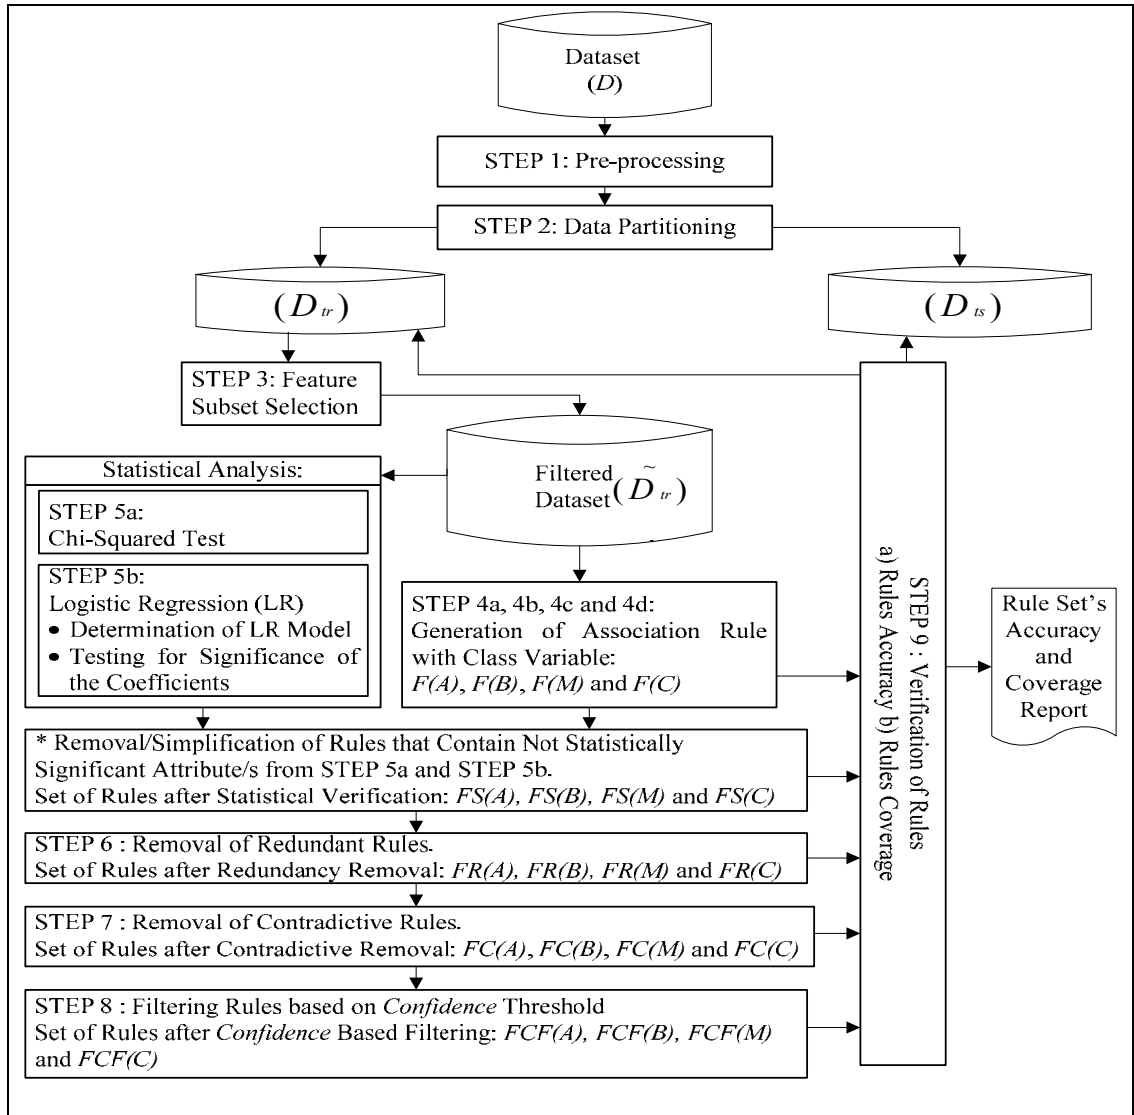 Dataset
(D)
STEP 1: Pre-processing
STEP 2: Data Partitioning
(D tr)
(D ts)
STEP 3: Feature
Subset Selection
Filtered
Dataset (D̃ tr)
Statistical Analysis:
STEP 5a:
Chi-Squared Test
STEP 5b:
Logistic Regression (LR)
• Determination of LR Model
• Testing for Significance of
the Coefficients
STEP 4a, 4b, 4c and 4d:
Generation of Association Rule
with Class Variable:
F(A), F(B), F(M) and F(C)
* Removal/Simplification of Rules that Contain Not Statistically
Significant Attribute/s from STEP 5a and STEP 5b.
Set of Rules after Statistical Verification: FS(A), FS(B), FS(M) and FS(C)
STEP 6 : Removal of Redundant Rules.
Set of Rules after Redundancy Removal: FR(A), FR(B), FR(M) and FR(C)
STEP 7 : Removal of Contradictive Rules.
Set of Rules after Contradictive Removal: FC(A), FC(B), FC(M) and FC(C)
STEP 8 : Filtering Rules based on Confidence Threshold
Set of Rules after Confidence Based Filtering: FCF(A), FCF(B), FCF(M)
and FCF(C)
STEP 9 : Verification of Rules
a) Rules Accuracy b) Rules Coverage
Rule Set's
Accuracy
and
Coverage
Report